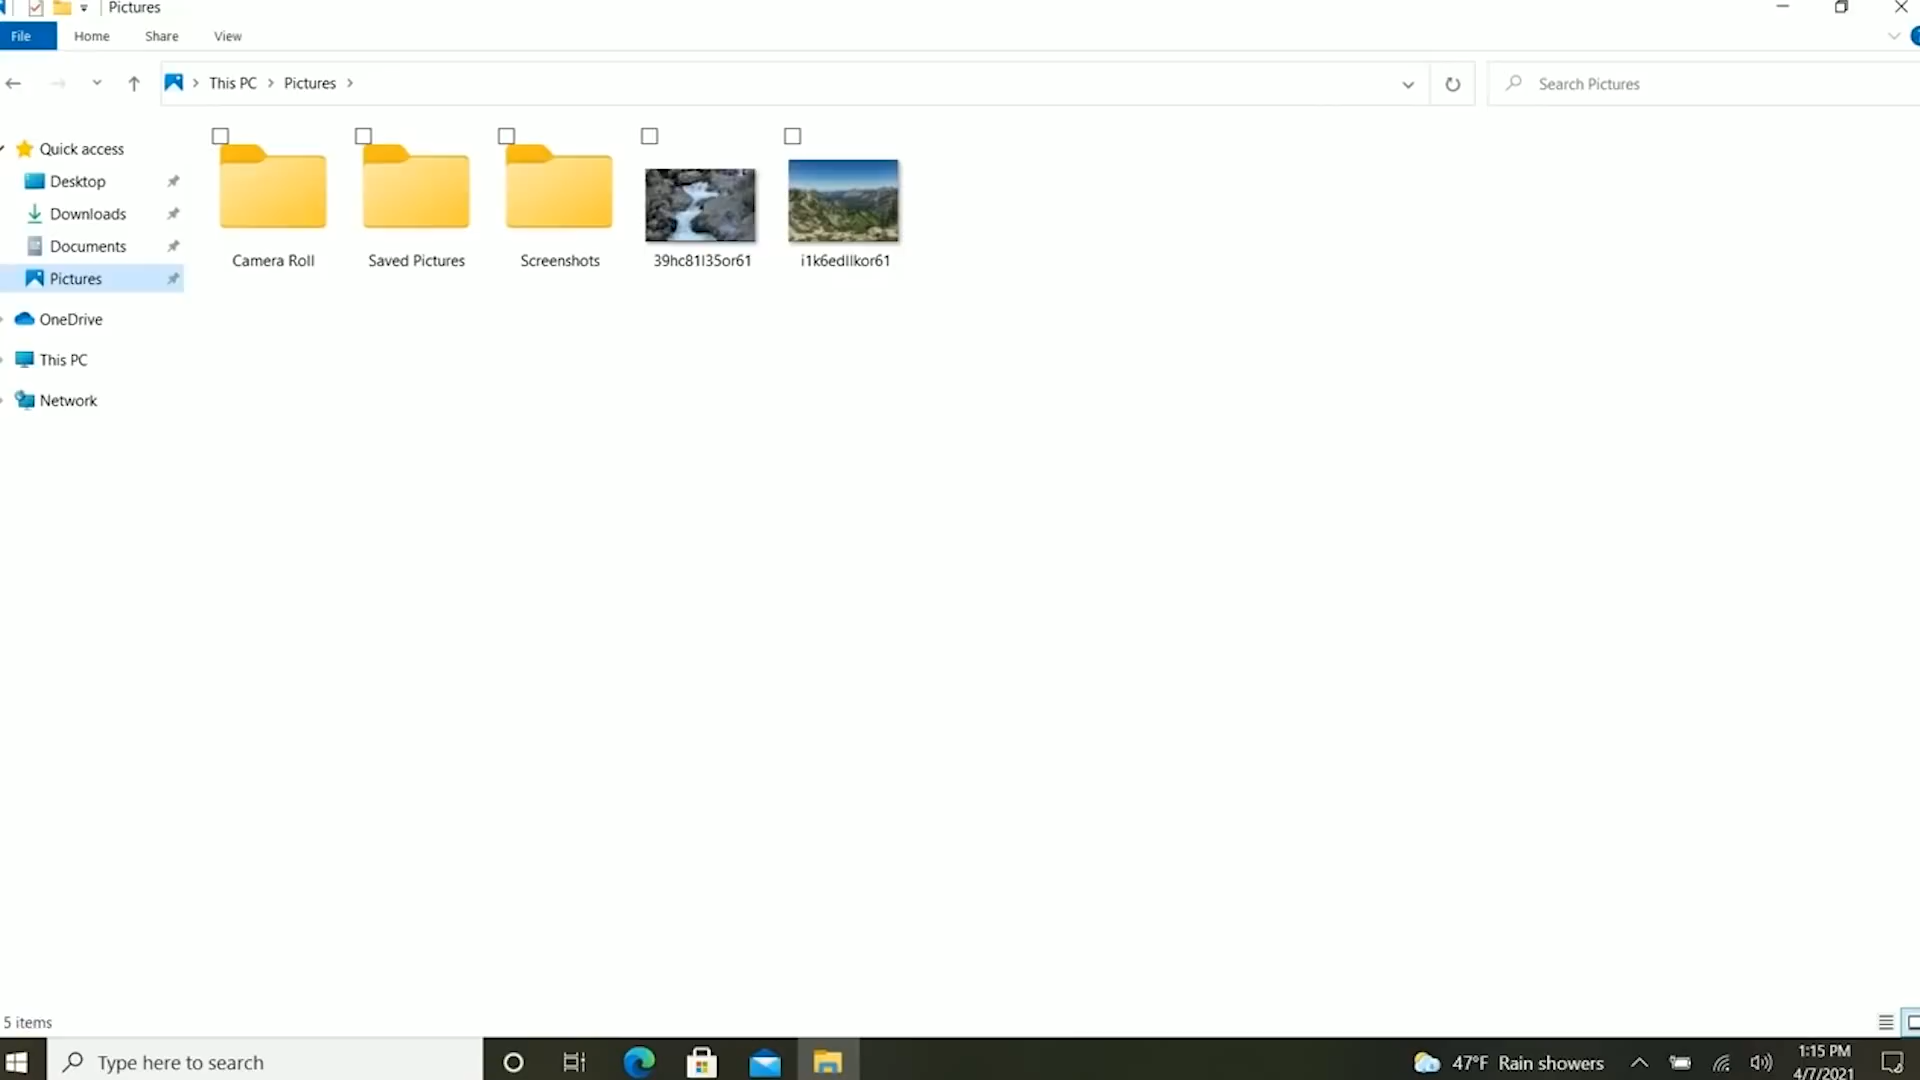 Pictures
File Home Share View
This PC Pictures
Search Pictures
Quick access
Desktop
Downloads
Documents
Pictures
OneDrive
This PC
Network
Camera Roll
Saved Pictures
Screenshots
39hc81l35or61
i1k6edllkor61
5 items
Type here to search
47°F Rain showers
1:15 PM
4/7/2021